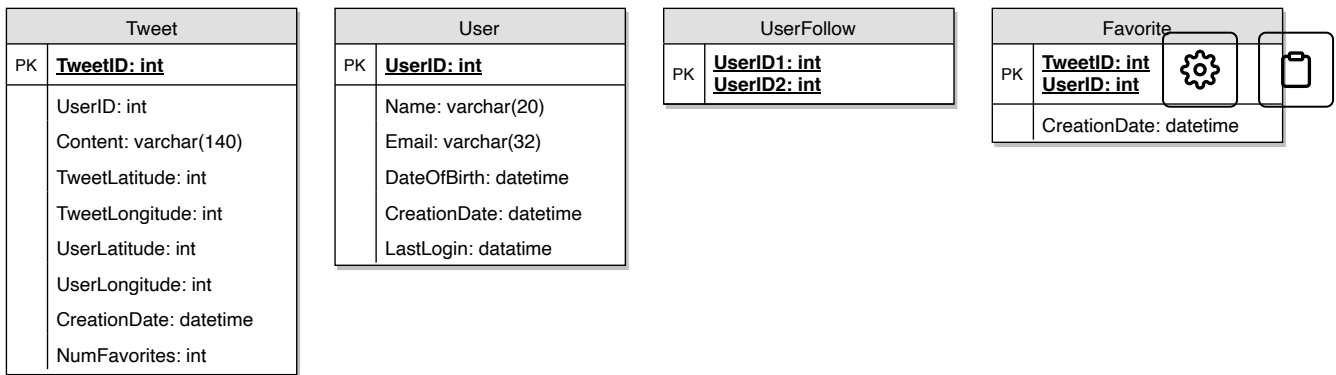 Tweet
PK TweetID: int
UserID: int
Content: varchar(140)
TweetLatitude: int
TweetLongitude: int
UserLatitude: int
UserLongitude: int
CreationDate: datetime
NumFavorites: int
User
PK UserID: int
Name: varchar(20)
Email: varchar(32)
DateOfBirth: datetime
CreationDate: datetime
LastLogin: datatime
UserFollow
PK UserID1: int
UserID2: int
Favorite
PK TweetID: int
UserID: int
CreationDate: datetime